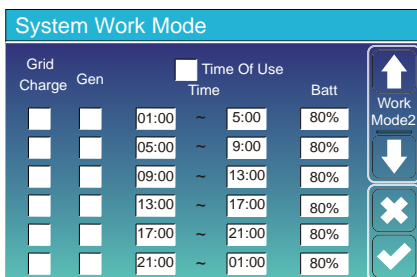 System Work Mode
Grid Charge
Gen
Time Of Use
Time
Batt
01:00 ~ 5:00 80%
05:00 ~ 9:00 80%
09:00 ~ 13:00 80%
13:00 ~ 17:00 80%
17:00 ~ 21:00 80%
21:00 ~ 01:00 80%
Work
Mode2